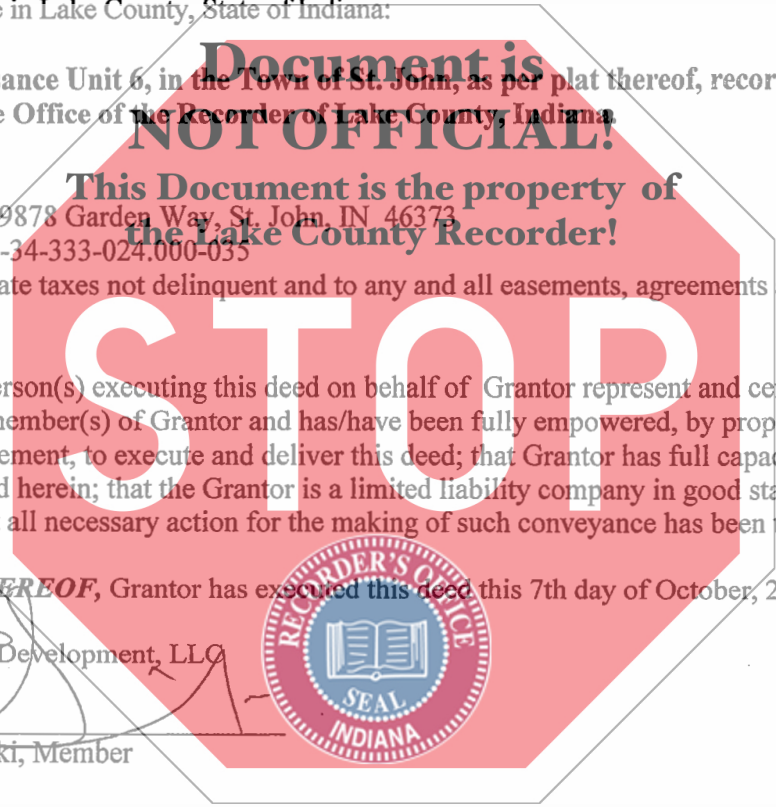 e in Lake County, State of Indiana:
Document is
ance Unit 6, in the Town of St. John, as per plat thereof, recor
e Office of the Recorder of Lake County, Indiana.
NOT OFFICIAL!
This Document is the property of
9878 Garden Way, St. John, IN 46373
the Lake County Recorder!
-34-333-024.000-035
ate taxes not delinquent and to any and all easements, agreements
STOP
erson(s) executing this deed on behalf of Grantor represent and ce
member(s) of Grantor and has/have been fully empowered, by prop
ement, to execute and deliver this deed; that Grantor has full capac
d herein; that the Grantor is a limited liability company in good sta
all necessary action for the making of such conveyance has been
EREOF, Grantor has executed this deed this 7th day of October, 2
RECORDER'S OFFICE
Development, LLC
SEAL
INDIANA
ki, Member